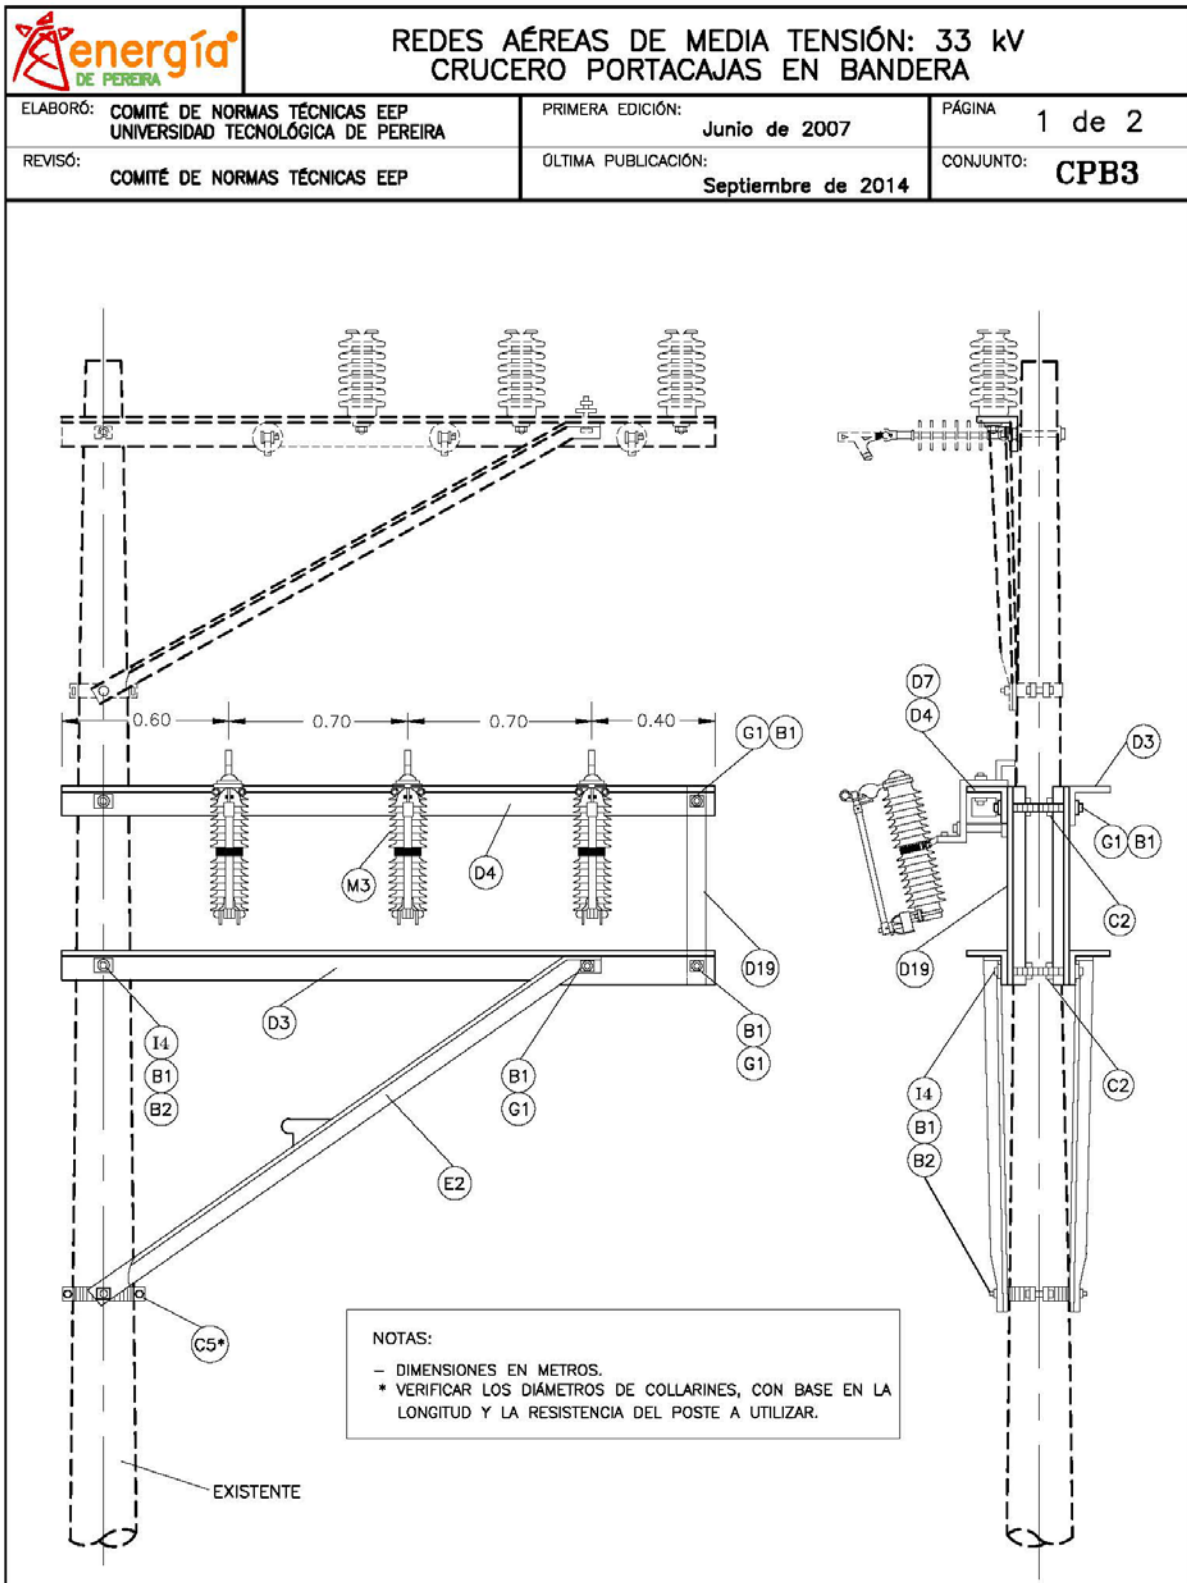 energía
DE PEREIRA
REDES AÉREAS DE MEDIA TENSIÓN: 33 kV
CRUCERO PORTACAJAS EN BANDERA
ELABORÓ: COMITÉ DE NORMAS TÉCNICAS EEP
UNIVERSIDAD TECNOLÓGICA DE PEREIRA
PRIMERA EDICIÓN:
Junio de 2007
PÁGINA 1 de 2
REVISÓ:
COMITÉ DE NORMAS TÉCNICAS EEP
ÚLTIMA PUBLICACIÓN:
Septiembre de 2014
CONJUNTO: CPB3
D7
D4
0.60 0.70 0.70 0.40
G1 B1
D3
G1 B1
M3
D4
C2
D19
D19
D3
I4
B1
B2
B1
G1
B1
G1
C2
I4
B1
B2
E2
C5*
NOTAS:
– DIMENSIONES EN METROS.
* VERIFICAR LOS DIÁMETROS DE COLLARINES, CON BASE EN LA
LONGITUD Y LA RESISTENCIA DEL POSTE A UTILIZAR.
EXISTENTE